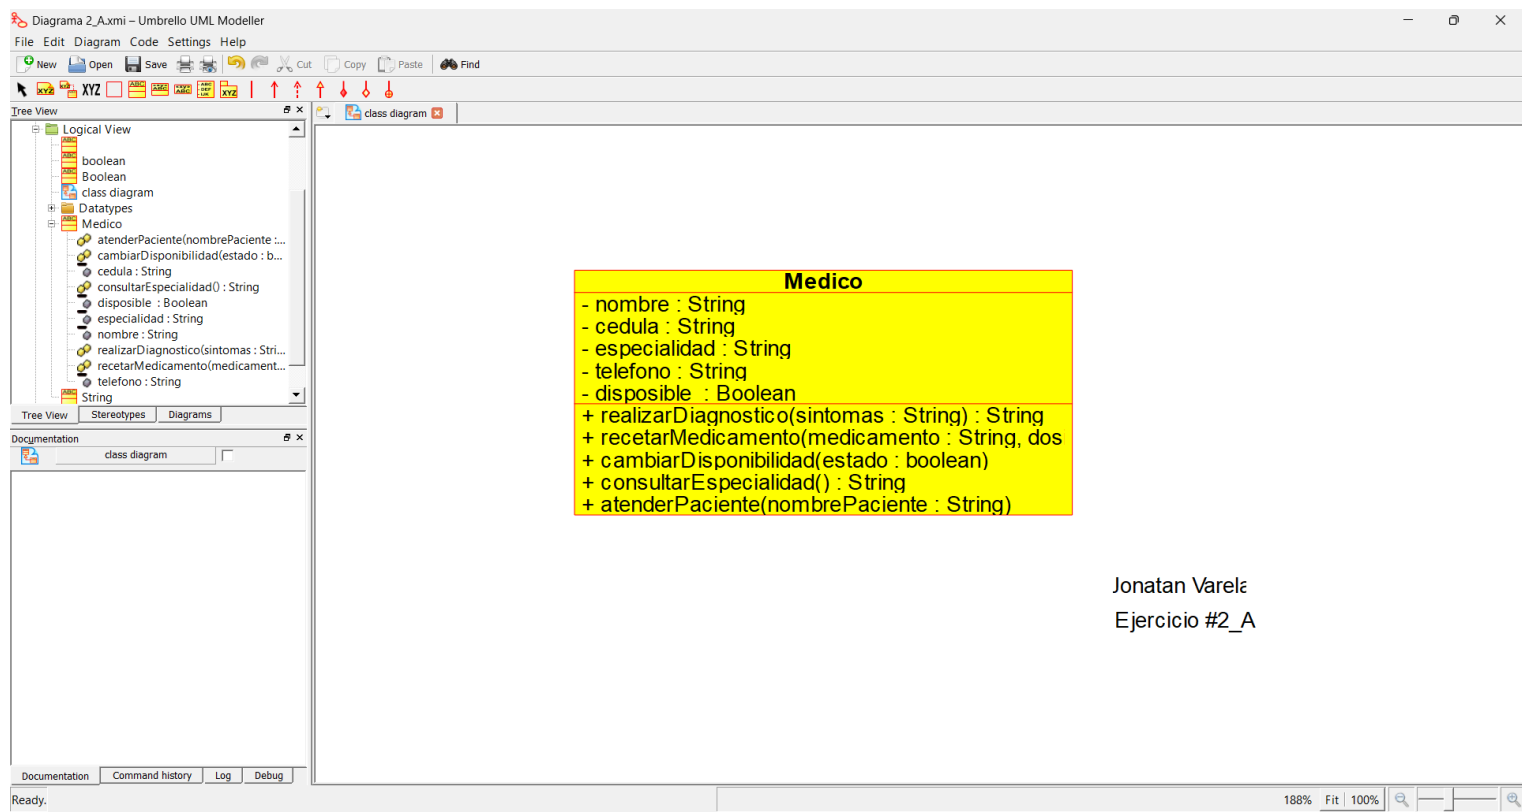 Diagrama 2_A.xmi – Umbrello UML Modeller
File Edit Diagram Code Settings Help
New Open Save Cut Copy Paste Find
XYZ
Tree View
class diagram
Logical View
boolean
Boolean
class diagram
Datatypes
Medico
atenderPaciente(nombrePaciente :...
cambiarDisponibilidad(estado : b...
cedula : String
consultarEspecialidad() : String
disposible : Boolean
especialidad : String
nombre : String
realizarDiagnostico(sintomas : Stri...
recetarMedicamento(medicament...
telefono : String
String
Tree View Stereotypes Diagrams
Documentation
class diagram
Documentation Command history Log Debug
Medico
- nombre : String
- cedula : String
- especialidad : String
- telefono : String
- disposible : Boolean
+ realizarDiagnostico(sintomas : String) : String
+ recetarMedicamento(medicamento : String, dos
+ cambiarDisponibilidad(estado : boolean)
+ consultarEspecialidad() : String
+ atenderPaciente(nombrePaciente : String)
Jonatan Varela
Ejercicio #2_A
Ready.
188% Fit 100%